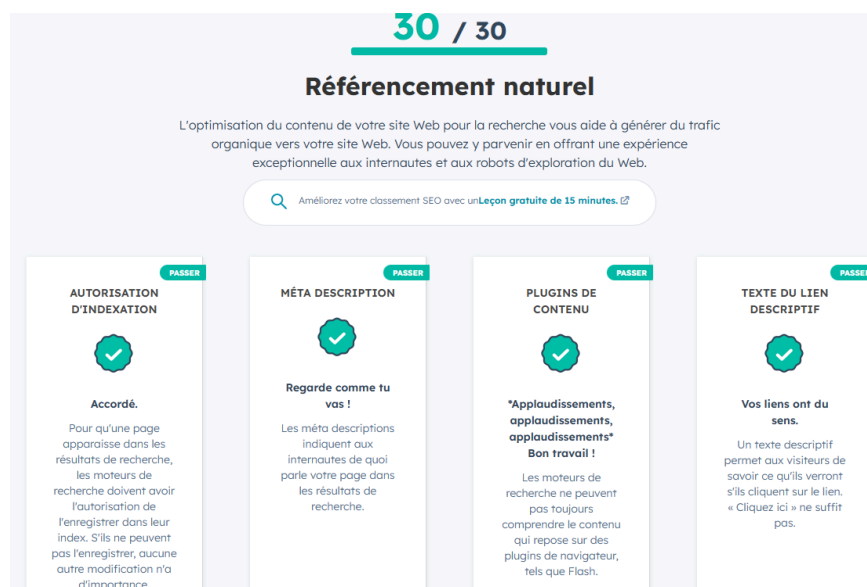 30 / 30
Référencement naturel
L'optimisation du contenu de votre site Web pour la recherche vous aide à générer du trafic
organique vers votre site Web. Vous pouvez y parvenir en offrant une expérience
exceptionnelle aux internautes et aux robots d'exploration du Web.
Améliorez votre classement SEO avec unLeçon gratuite de 15 minutes.
PASSER
AUTORISATION
D'INDEXATION
Accordé.
Pour qu'une page
apparaisse dans les
résultats de recherche,
les moteurs de
recherche doivent avoir
l'autorisation de
l'enregistrer dans leur
index. S'ils ne peuvent
pas l'enregistrer, aucune
autre modification n'a
d'importance
PASSER
MÉTA DESCRIPTION
Regarde comme tu
vas !
Les méta descriptions
indiquent aux
internautes de quoi
parle votre page dans
les résultats de
recherche.
PASSER
PLUGINS DE
CONTENU
*Applaudissements,
applaudissements,
applaudissements*
Bon travail !
Les moteurs de
recherche ne peuvent
pas toujours
comprendre le contenu
qui repose sur des
plugins de navigateur,
tels que Flash.
PASSER
TEXTE DU LIEN
DESCRIPTIF
Vos liens ont du
sens.
Un texte descriptif
permet aux visiteurs de
savoir ce qu'ils verront
s'ils cliquent sur le lien.
« Cliquez ici » ne suffit
pas.